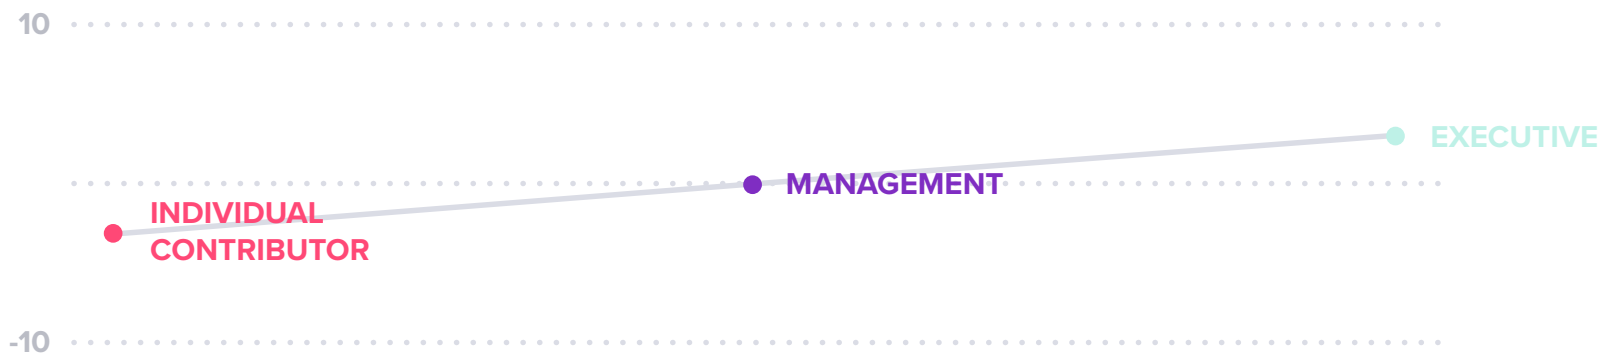 10
EXECUTIVE
MANAGEMENT
INDIVIDUAL
CONTRIBUTOR
-10